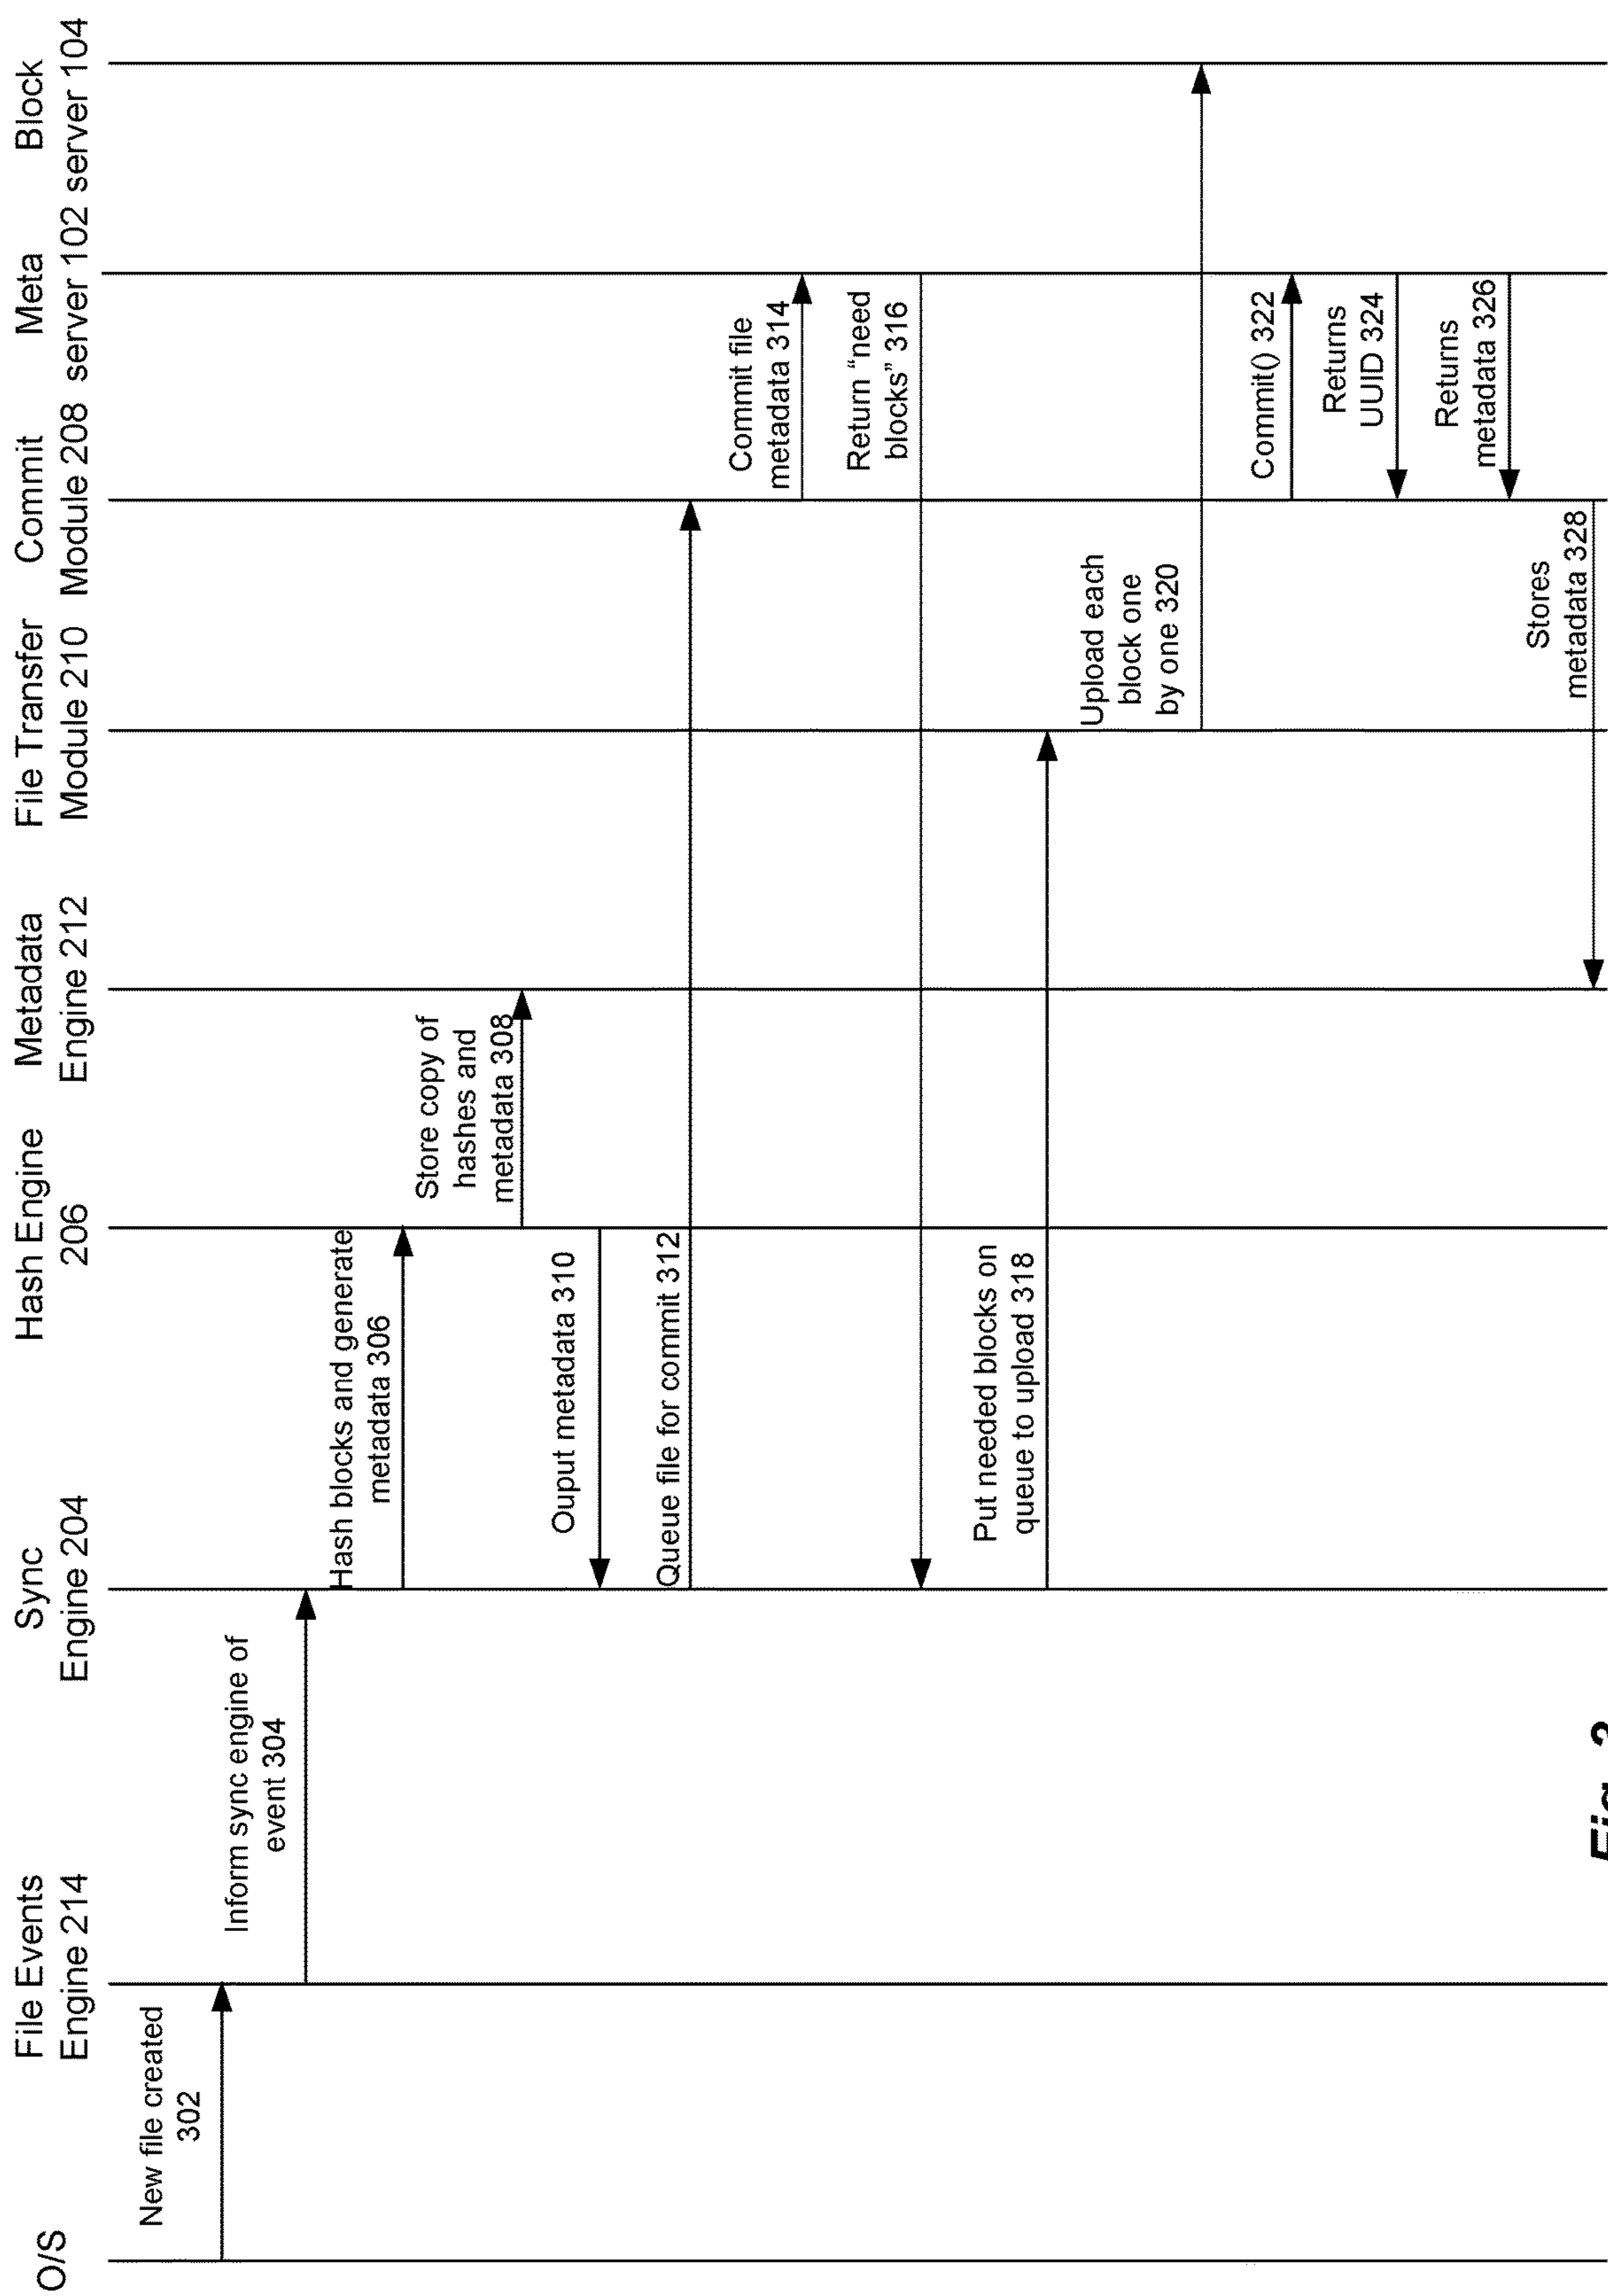 O/S
File Events
Engine 214
Sync
Engine 204
Hash Engine
206
Metadata
Engine 212
File Transfer
Module 210
Commit
Module 208
Meta
server 102
Block
server 104
New file created
302
Inform sync engine of
event 304
Hash blocks and generate
metadata 306
Store copy of
hashes and
metadata 308
Ouput metadata 310
Queue file for commit 312
Commit file
metadata 314
Return “need
blocks” 316
Put needed blocks on
queue to upload 318
Upload each
block one
by one 320
Commit() 322
Returns
UUID 324
Returns
metadata 326
Stores
metadata 328
Fig.